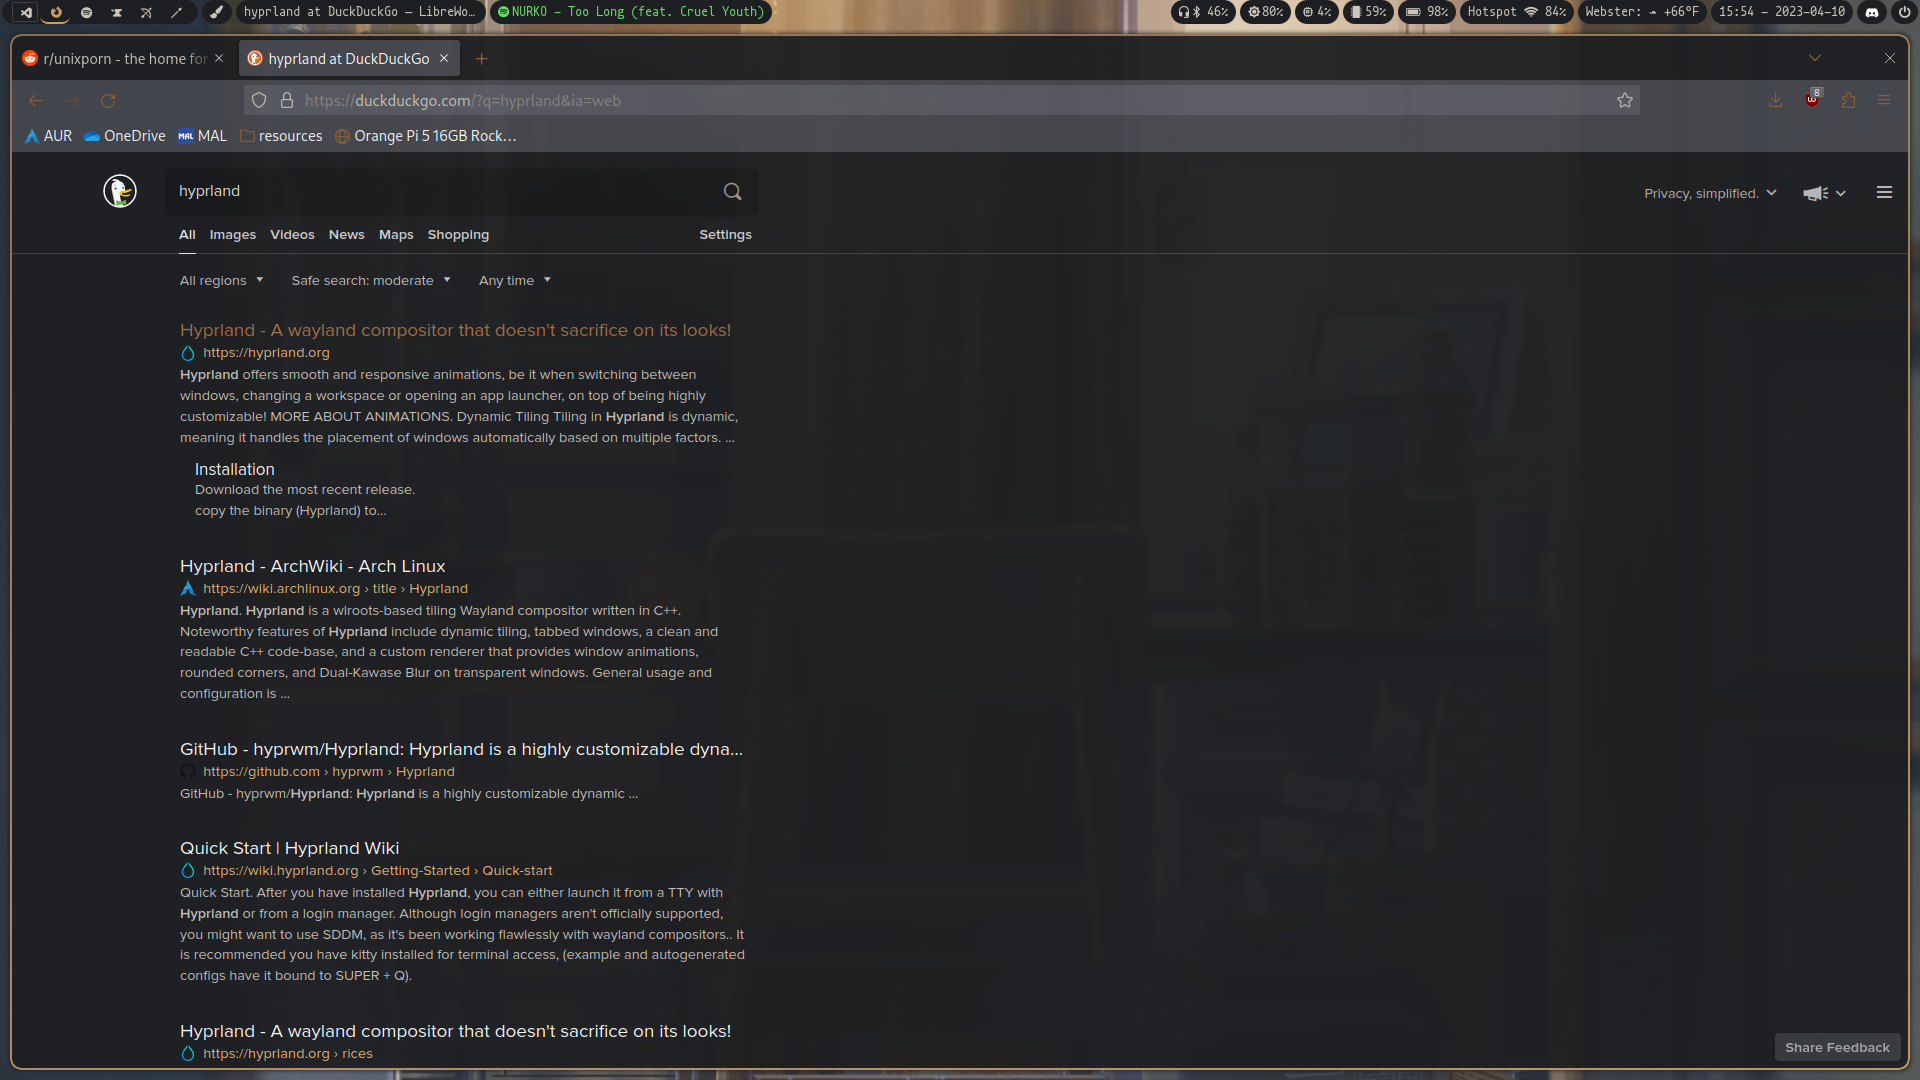 hyprland at DuckDuckGo — LibreWo…
NURKO – Too Long (feat. Cruel Youth)
46%
80%
4%
59%
98%
Hotspot 84%
Webster: +66°F
15:54 – 2023-04-10
r/unixporn - the home for
hyprland at DuckDuckGo
https://duckduckgo.com/?q=hyprland&ia=web
8
AUR
OneDrive
MAL MAL
resources
Orange Pi 5 16GB Rock…
hyprland
Privacy, simplified.
All Images Videos News Maps Shopping Settings
All regions Safe search: moderate Any time
Hyprland - A wayland compositor that doesn't sacrifice on its looks!
https://hyprland.org
Hyprland offers smooth and responsive animations, be it when switching between
windows, changing a workspace or opening an app launcher, on top of being highly
customizable! MORE ABOUT ANIMATIONS. Dynamic Tiling Tiling in Hyprland is dynamic,
meaning it handles the placement of windows automatically based on multiple factors. ...
Installation
Download the most recent release.
copy the binary (Hyprland) to...
Hyprland - ArchWiki - Arch Linux
https://wiki.archlinux.org › title › Hyprland
Hyprland. Hyprland is a wlroots-based tiling Wayland compositor written in C++.
Noteworthy features of Hyprland include dynamic tiling, tabbed windows, a clean and
readable C++ code-base, and a custom renderer that provides window animations,
rounded corners, and Dual-Kawase Blur on transparent windows. General usage and
configuration is ...
GitHub - hyprwm/Hyprland: Hyprland is a highly customizable dyna...
https://github.com › hyprwm › Hyprland
GitHub - hyprwm/Hyprland: Hyprland is a highly customizable dynamic ...
Quick Start | Hyprland Wiki
https://wiki.hyprland.org › Getting-Started › Quick-start
Quick Start. After you have installed Hyprland, you can either launch it from a TTY with
Hyprland or from a login manager. Although login managers aren't officially supported,
you might want to use SDDM, as it's been working flawlessly with wayland compositors.. It
is recommended you have kitty installed for terminal access, (example and autogenerated
configs have it bound to SUPER + Q).
Hyprland - A wayland compositor that doesn't sacrifice on its looks!
https://hyprland.org › rices
Share Feedback